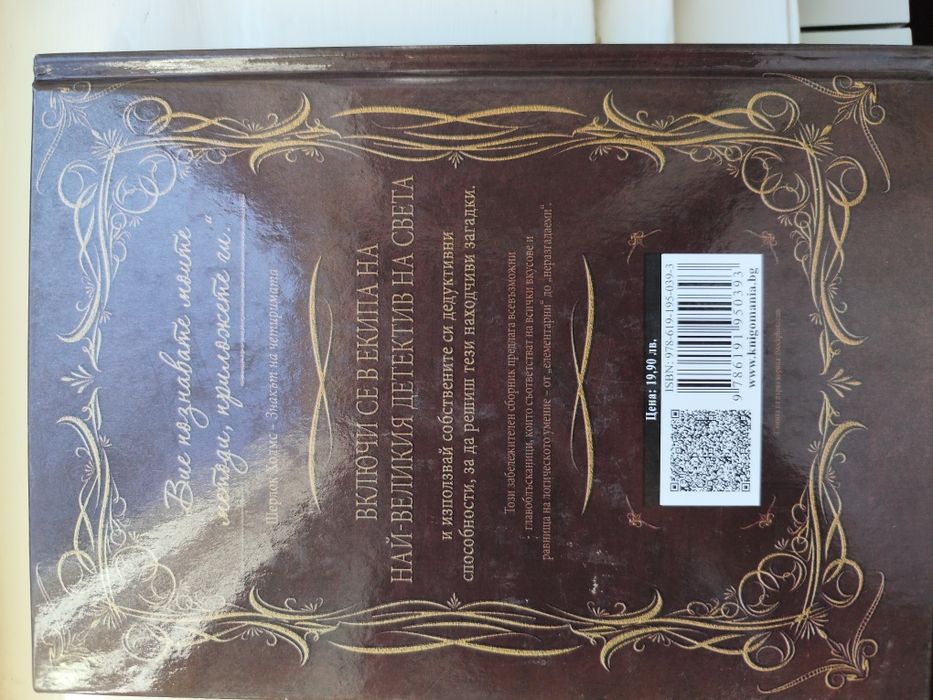 Вие познавате моите
методи, приложете ги."
Шерлок Холмс - Знакът на четиримата
ВКЛЮЧИ СЕ В ЕКИПА НА
НАЙ-ВЕЛИКИЯ ДЕТЕКТИВ НА СВЕТА
и използвай собствените си дедуктивни
способности, за да решиш тези находчиви загадки.
Този забележителен сборник предлага всевъзможни
главоблъсканици, които съответстват на всички вкусове и
равнища на логическото умение – от „елементарни“ до „неразгадаеми“.
Цена: 19,90 лв.
ISBN: 978-619-195-039-3
9 786191 950393
www.knigomania.bg